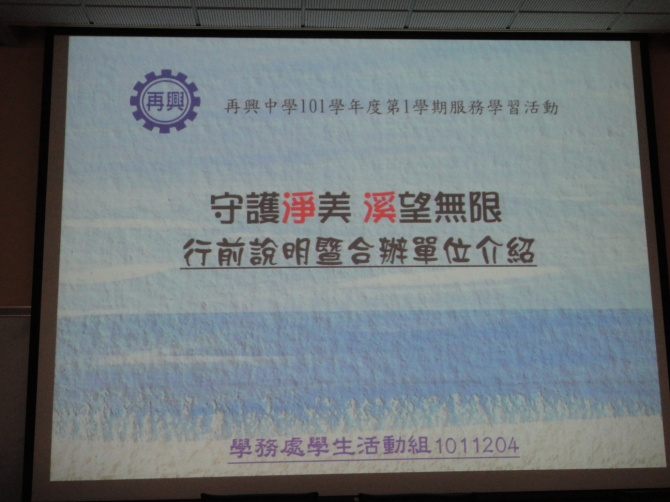 再興
再興中學101學年度第1學期服務學習活動
守護淨美 溪望無限
行前說明暨合辦單位介紹
學務處學生活動組1011204